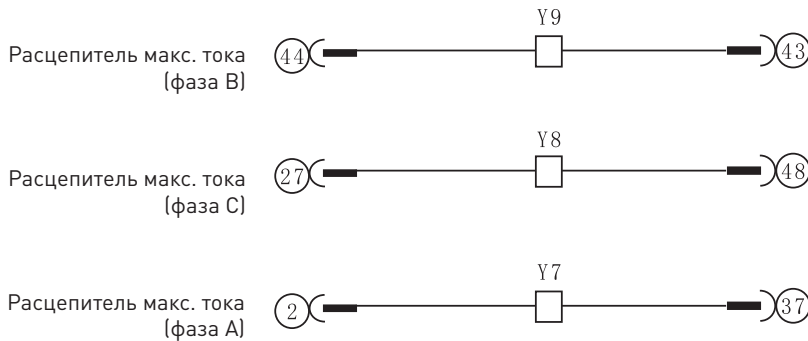 Y9
Расцепитель макс. тока
(фаза B)
44
43
Y8
Расцепитель макс. тока
(фаза C)
27
48
Y7
Расцепитель макс. тока
(фаза A)
2
37